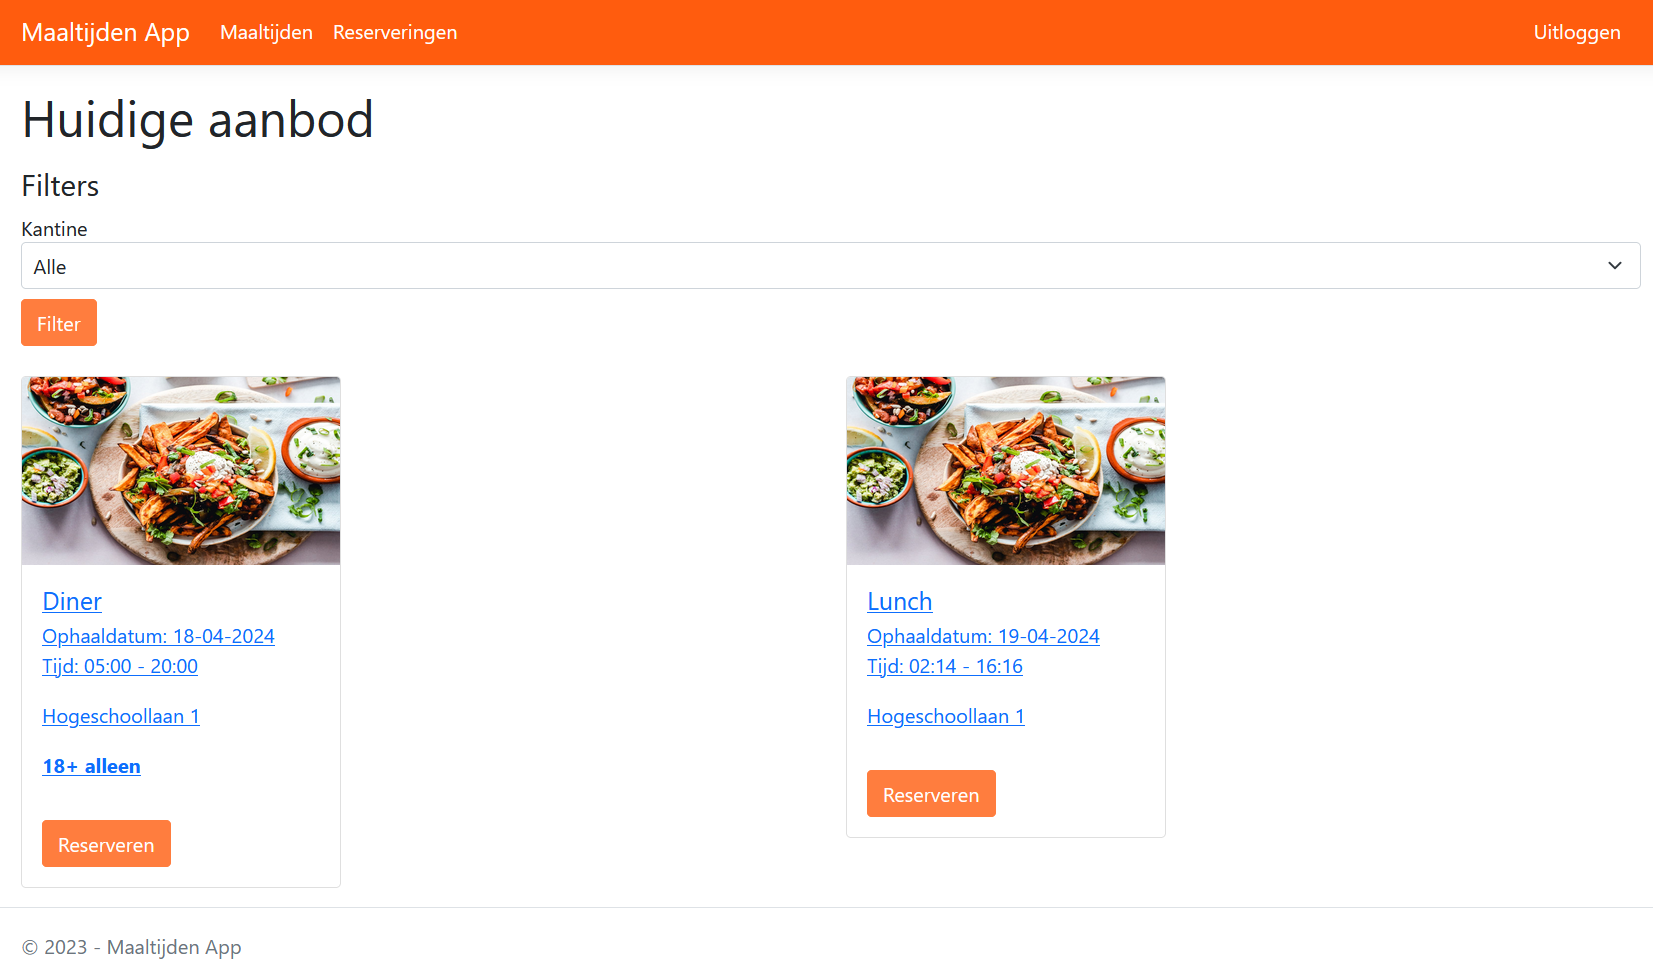 Maaltijden App Maaltijden Reserveringen Uitloggen
Huidige aanbod
Filters
Kantine
Alle
Filter
Diner
Ophaaldatum: 18-04-2024
Tijd: 05:00 - 20:00
Hogeschoollaan 1
18+ alleen
Reserveren
Lunch
Ophaaldatum: 19-04-2024
Tijd: 02:14 - 16:16
Hogeschoollaan 1
Reserveren
© 2023 - Maaltijden App